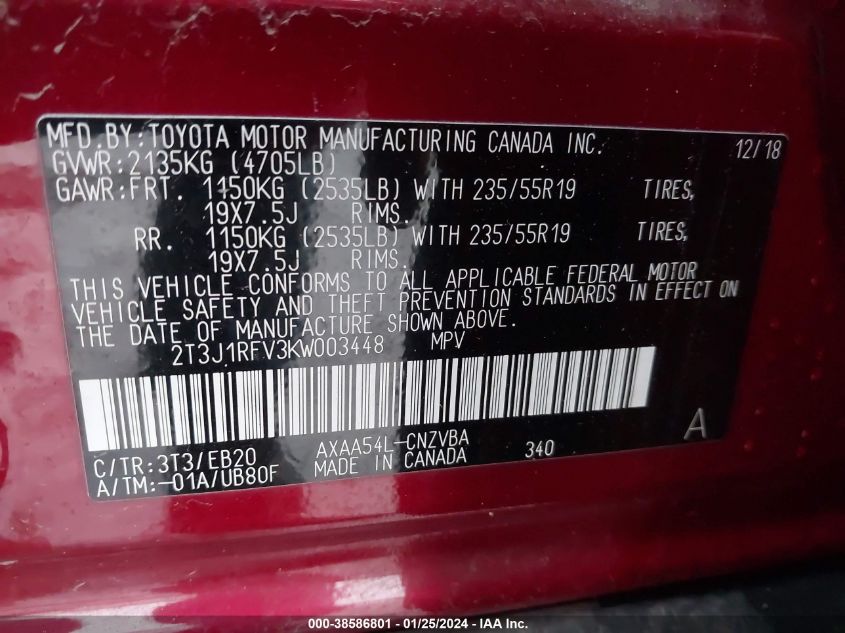 MFD. BY: TOYOTA MOTOR MANUFACTURING CANADA INC. 12/18
GVWR: 2135KG (4705LB)
GAWR: FRT. 1150KG (2535LB) WITH 235/55R19 TIRES,
19X7.5J RIMS.
RR. 1150KG (2535LB) WITH 235/55R19 TIRES,
19X7.5J RIMS.
THIS VEHICLE CONFORMS TO ALL APPLICABLE FEDERAL MOTOR
VEHICLE SAFETY AND THEFT PREVENTION STANDARDS IN EFFECT ON
THE DATE OF MANUFACTURE SHOWN ABOVE.
2T3J1RFV3KW003448 MPV
C/TR: 3T3/EB20 AXAA54L-CNZVBA 340 A
A/TM: -01A/UB80F MADE IN CANADA
000-38586801 - 01/25/2024 - IAA Inc.